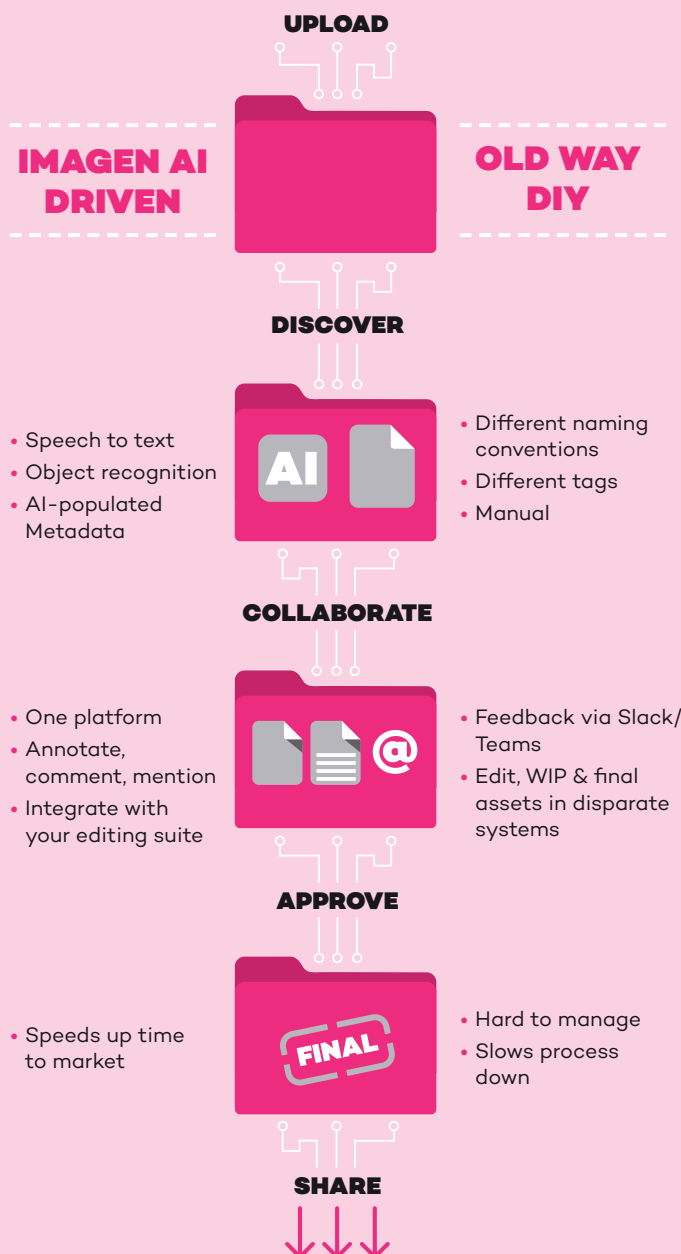 UPLOAD
IMAGEN AI
DRIVEN
OLD WAY
DIY
DISCOVER
• Speech to text
• Object recognition
• AI-populated
Metadata
AI
• Different naming
conventions
• Different tags
• Manual
COLLABORATE
• One platform
• Annotate,
comment, mention
• Integrate with
your editing suite
@
• Feedback via Slack/
Teams
• Edit, WIP & final
assets in disparate
systems
APPROVE
• Speeds up time
to market
FINAL
• Hard to manage
• Slows process
down
SHARE